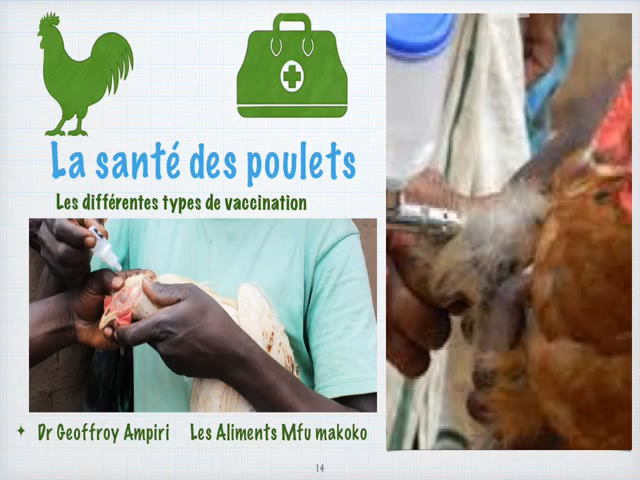 La santé des poulets
Les différentes types de vaccination
Dr Geoffroy Ampiri Les Aliments Mfu makoko
14